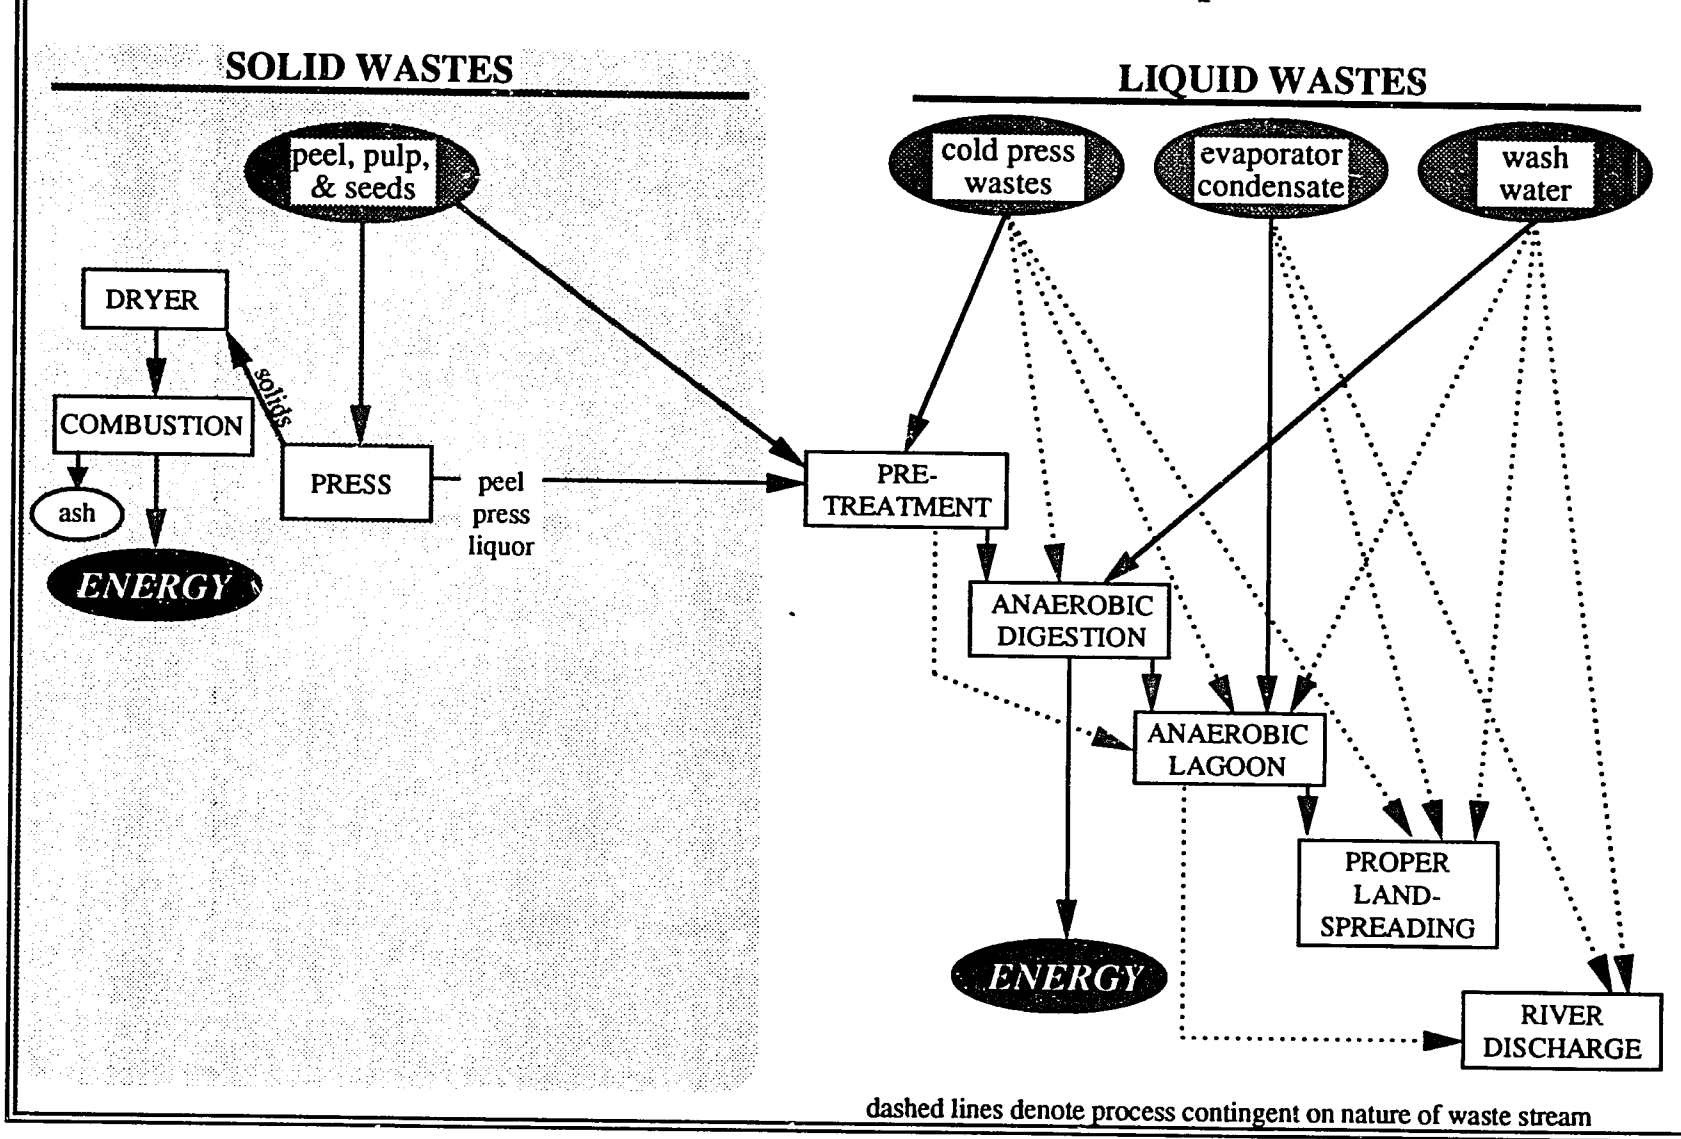 SOLID WASTES
peel, pulp,
& seeds
DRYER
solids
COMBUSTION
PRESS
ash
ENERGY
peel
press
liquor
LIQUID WASTES
cold press
wastes
evaporator
condensate
wash
water
PRE-
TREATMENT
ANAEROBIC
DIGESTION
ANAEROBIC
LAGOON
PROPER
LAND-
SPREADING
ENERGY
RIVER
DISCHARGE
dashed lines denote process contingent on nature of waste stream